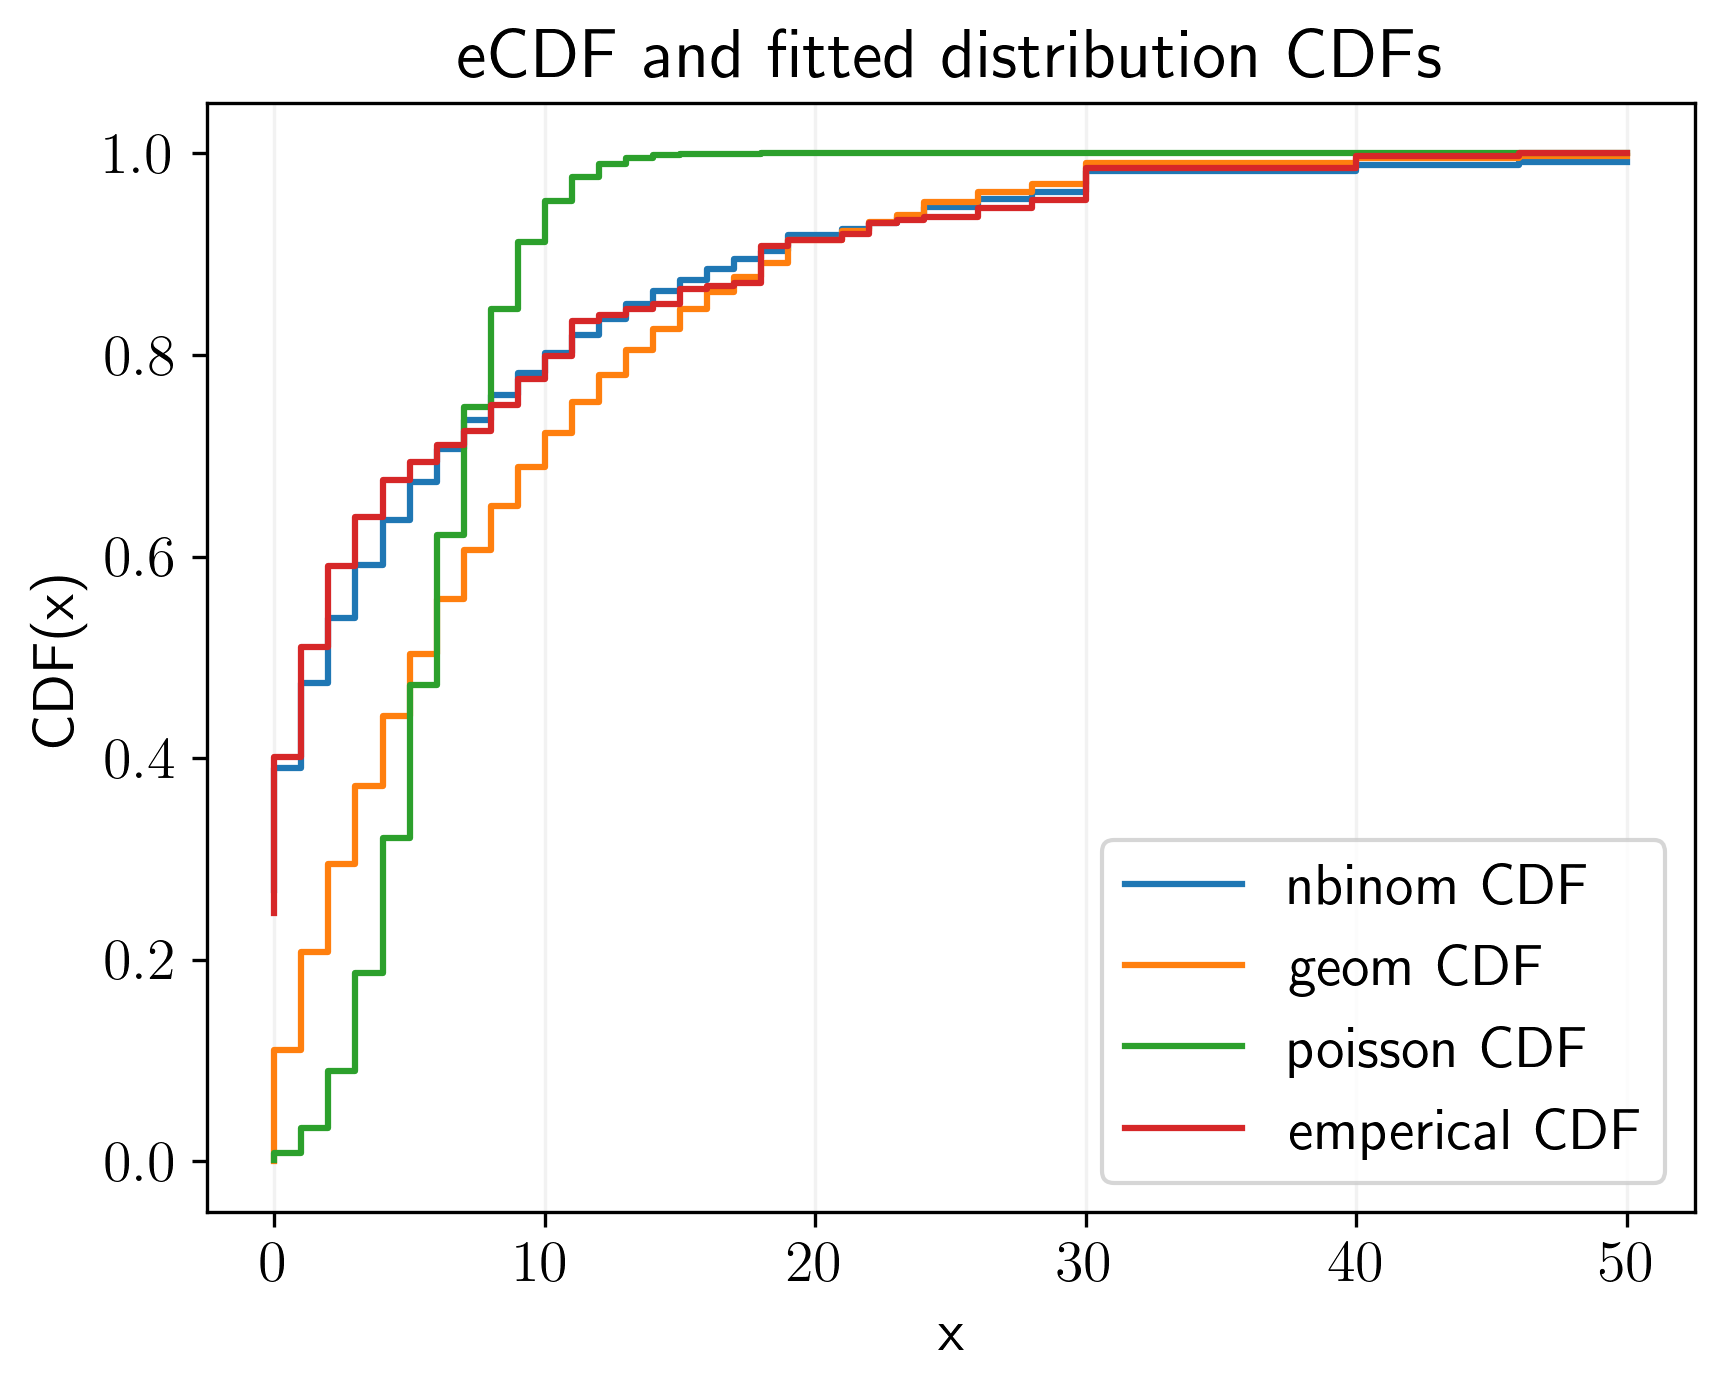 eCDF and fitted distribution CDFs
CDF(x)
1.0
0.8
0.6
0.4
0.2
0.0
0 10 20 30 40 50
x
nbinom CDF
geom CDF
poisson CDF
emperical CDF